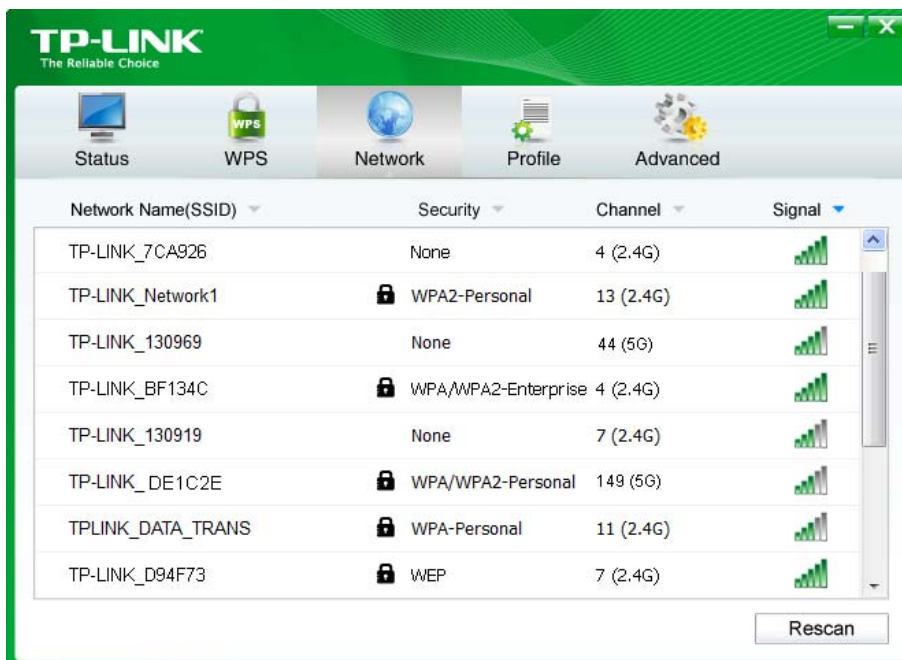 TP-LINK
The Reliable Choice
WPS
Status WPS Network Profile Advanced
Network Name(SSID) Security Channel Signal
TP-LINK_7CA926 None 4 (2.4G)
TP-LINK_Network1 WPA2-Personal 13 (2.4G)
TP-LINK_130969 None 44 (5G)
TP-LINK_BF134C WPA/WPA2-Enterprise 4 (2.4G)
TP-LINK_130919 None 7 (2.4G)
TP-LINK_ DE1C2E WPA/WPA2-Personal 149 (5G)
TPLINK_DATA_TRANS WPA-Personal 11 (2.4G)
TP-LINK_D94F73 WEP 7 (2.4G)
Rescan